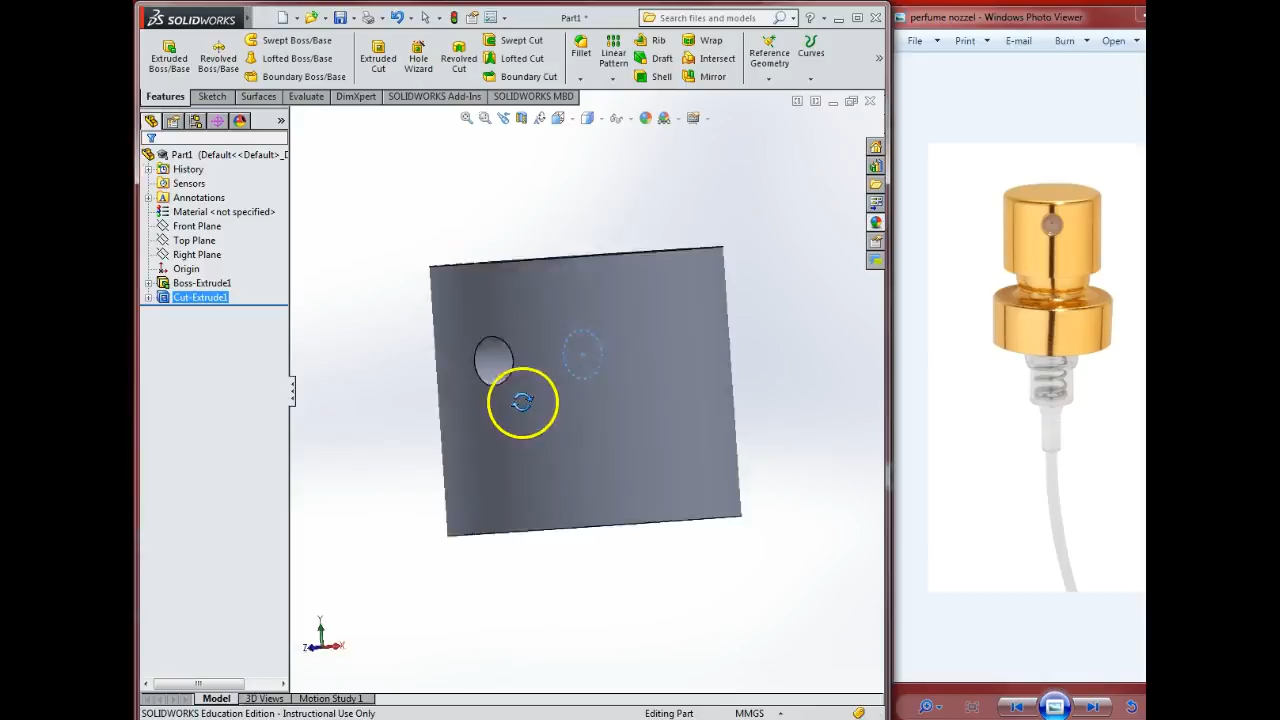 SOLIDWORKS
Part1 *
Search files and models
perfume nozzel - Windows Photo Viewer
File
Print
E-mail
Burn
Open
Extruded
Boss/Base
Revolved
Boss/Base
Swept Boss/Base
Lofted Boss/Base
Boundary Boss/Base
Extruded
Cut
Hole
Wizard
Revolved
Cut
Swept Cut
Lofted Cut
Boundary Cut
Fillet
Linear
Pattern
Rib
Draft
Shell
Wrap
Intersect
Mirror
Reference
Geometry
Curves
Features
Sketch
Surfaces
Evaluate
DimXpert
SOLIDWORKS Add-Ins
SOLIDWORKS MBD
Part1 (Default<<Default>_D
History
Sensors
Annotations
Material <not specified>
Front Plane
Top Plane
Right Plane
Origin
Boss-Extrude1
Cut-Extrude1
Y
Z
X
Model
3D Views
Motion Study 1
SOLIDWORKS Education Edition - Instructional Use Only
Editing Part
MMGS